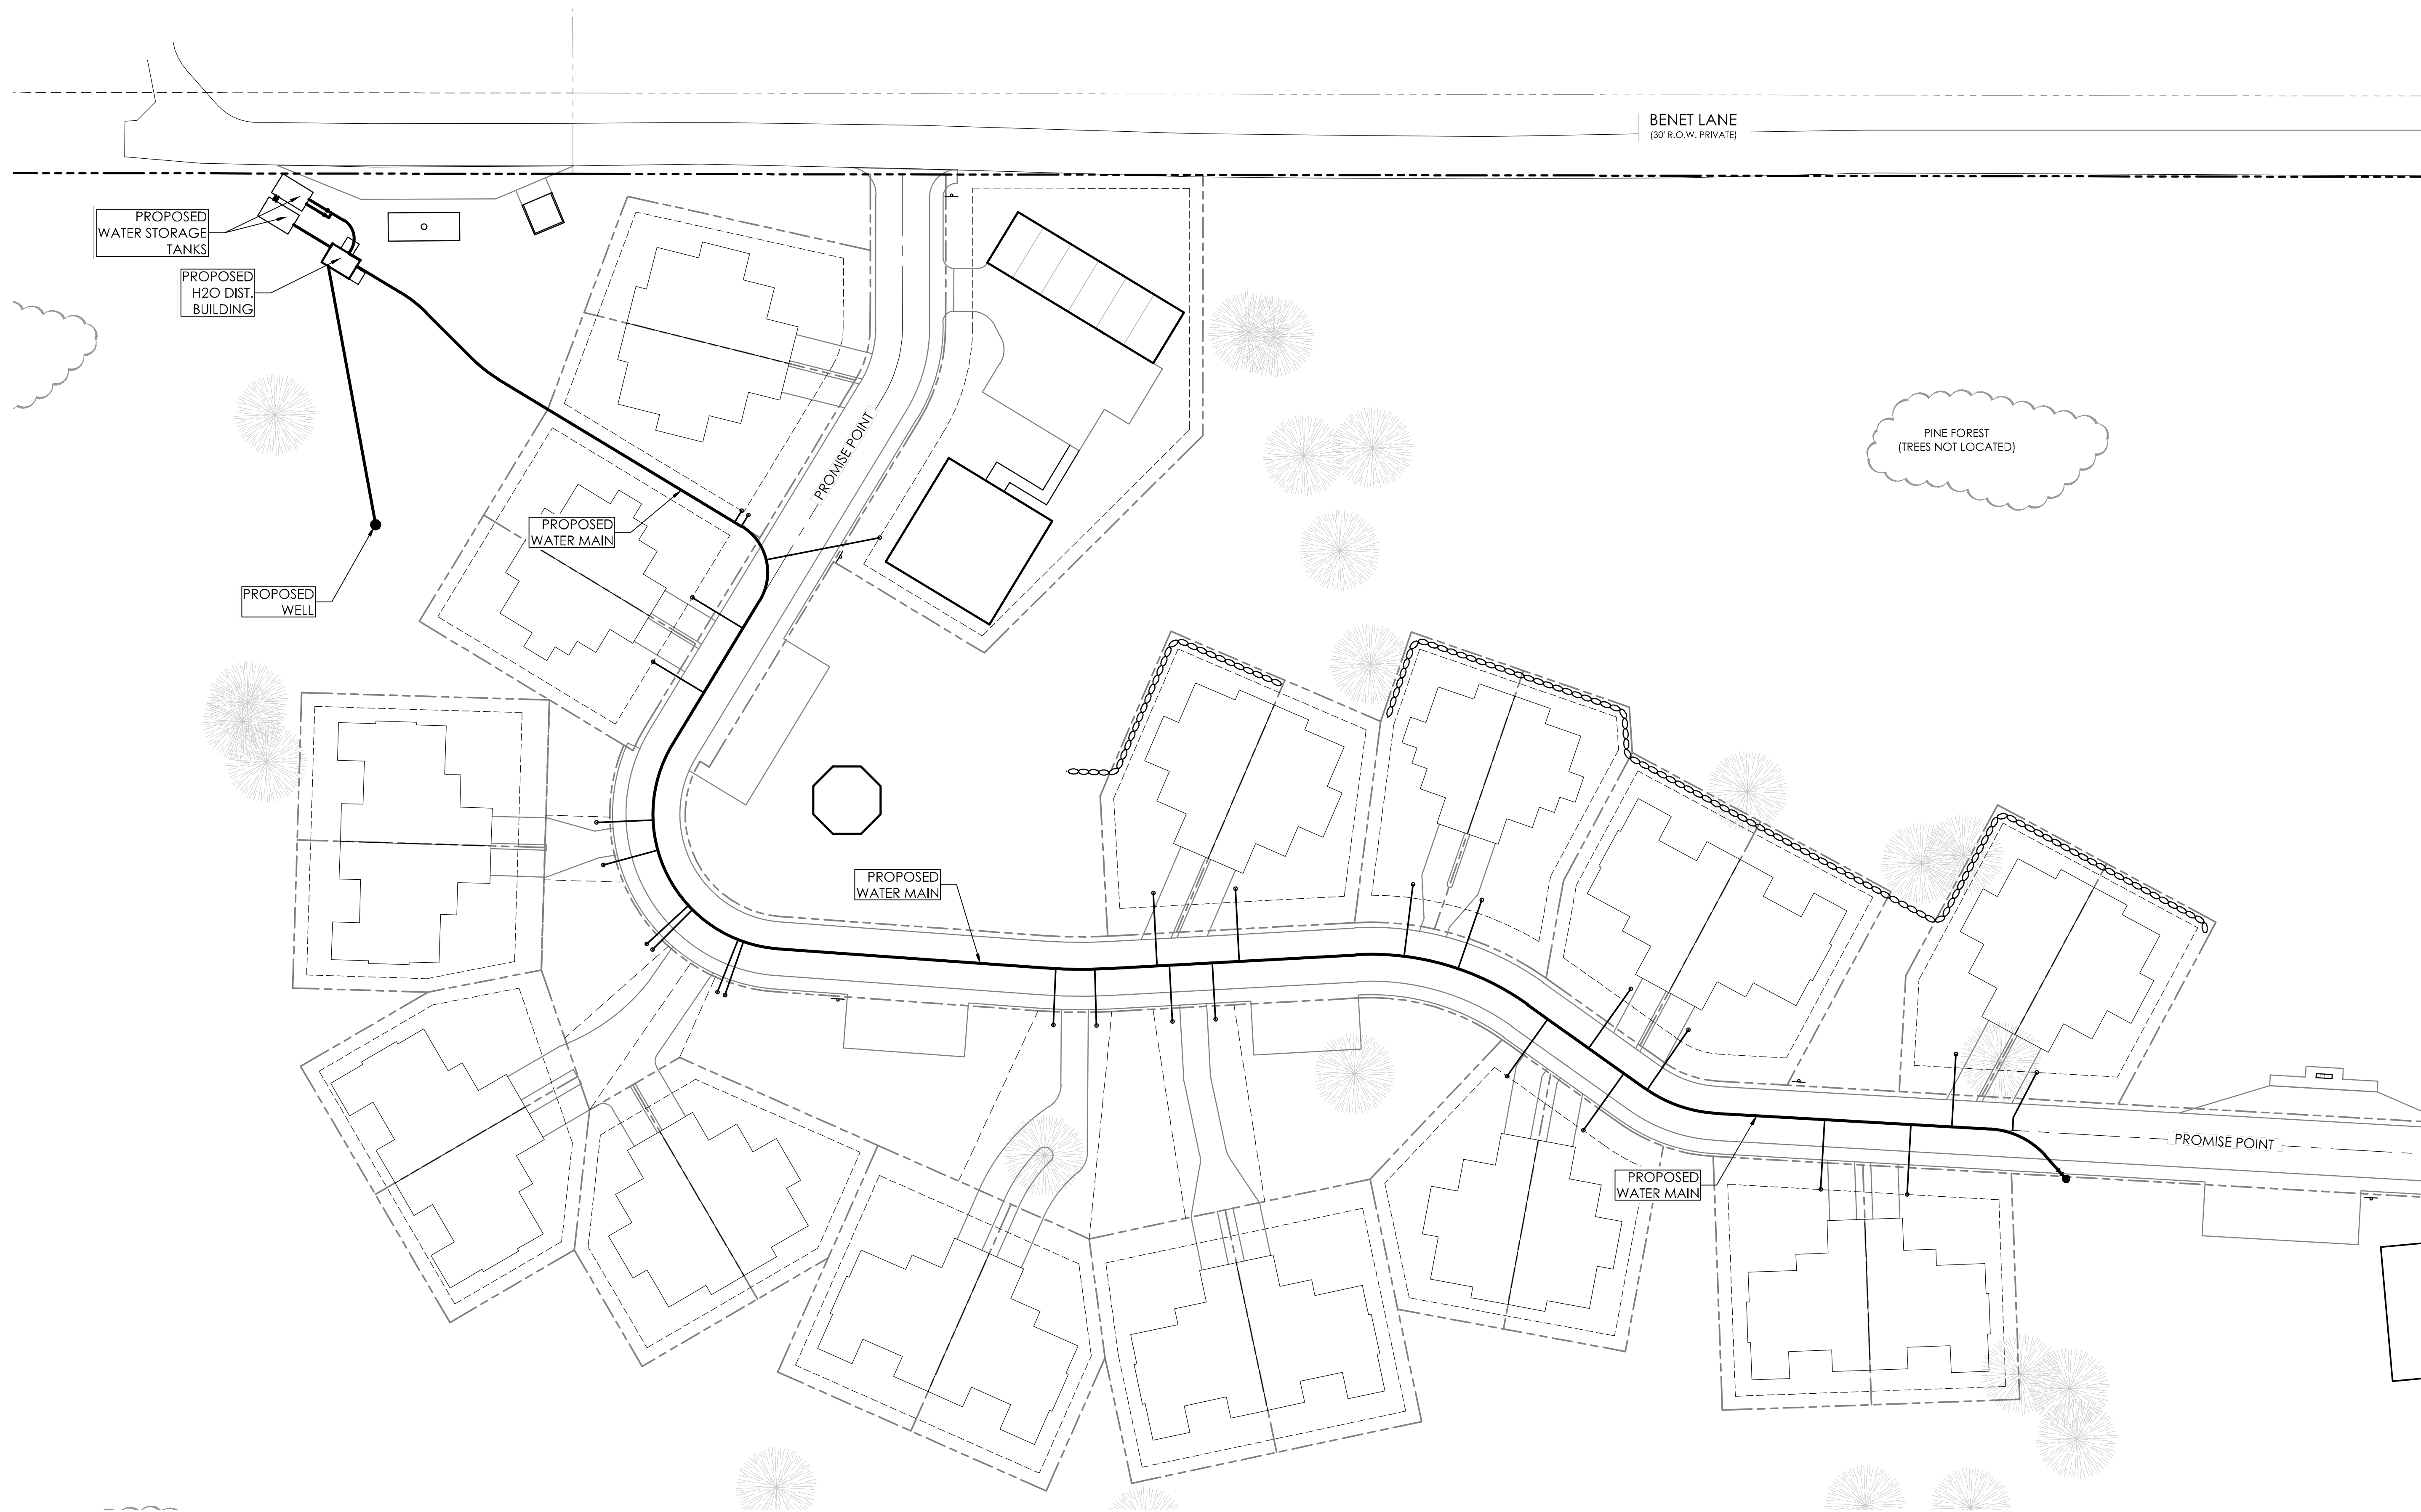 BENET LANE
(30' R.O.W. PRIVATE)
PROPOSED
WATER STORAGE
TANKS
PROPOSED
H2O DIST.
BUILDING
PROMISE POINT
PINE FOREST
(TREES NOT LOCATED)
PROPOSED
WATER MAIN
PROPOSED
WELL
PROPOSED
WATER MAIN
PROMISE POINT
PROPOSED
WATER MAIN